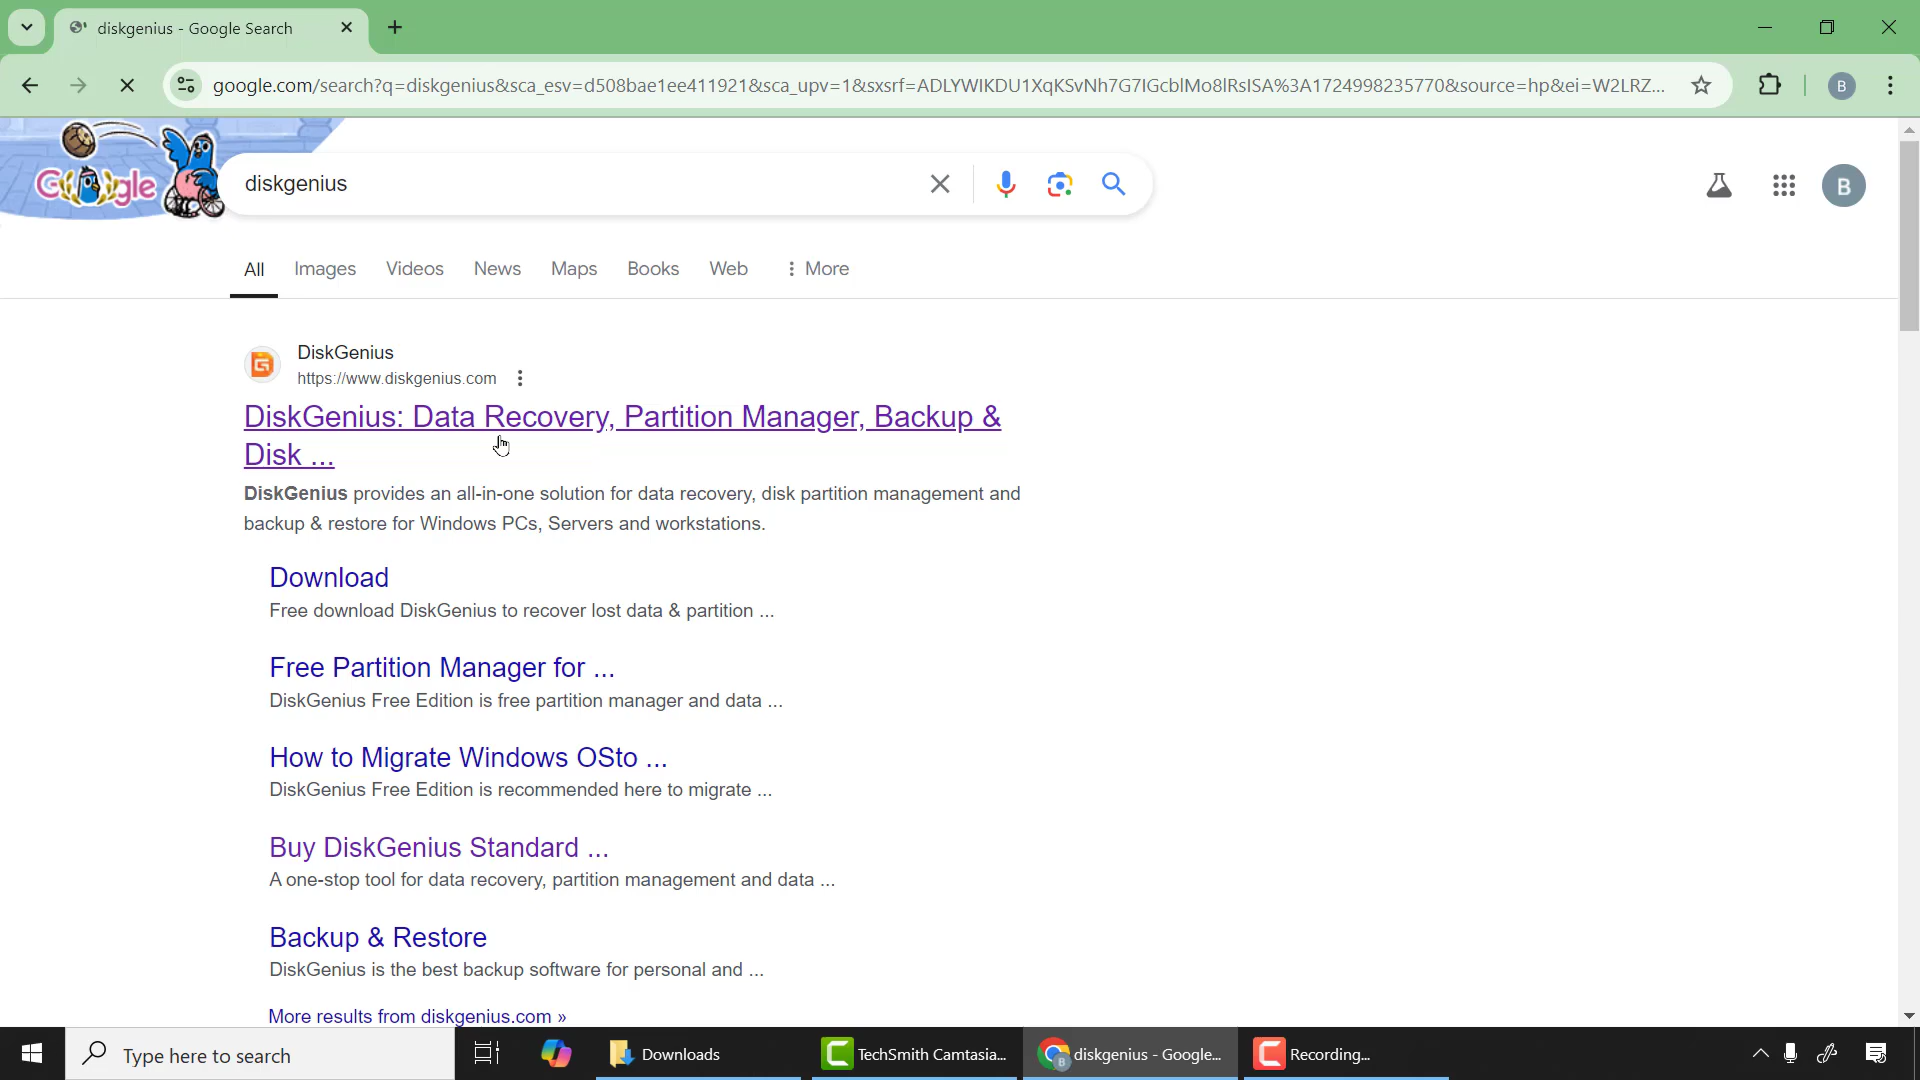 diskgenius - Google Search
google.com/search?q=diskgenius&sca_esv=d508bae1ee411921&sca_upv=1&sxsrf=ADLYWIKDU1XqKSvNh7G7IGcblMo8lRsISA%3A1724998235770&source=hp&ei=W2LRZ...
B
Google
diskgenius
B
All Images Videos News Maps Books Web More
DiskGenius
https://www.diskgenius.com
DiskGenius: Data Recovery, Partition Manager, Backup &
Disk ...
DiskGenius provides an all-in-one solution for data recovery, disk partition management and
backup & restore for Windows PCs, Servers and workstations.
Download
Free download DiskGenius to recover lost data & partition ...
Free Partition Manager for ...
DiskGenius Free Edition is free partition manager and data ...
How to Migrate Windows OSto ...
DiskGenius Free Edition is recommended here to migrate ...
Buy DiskGenius Standard ...
A one-stop tool for data recovery, partition management and data ...
Backup & Restore
DiskGenius is the best backup software for personal and ...
More results from diskgenius.com »
Type here to search
Downloads
TechSmith Camtasia...
B
diskgenius - Google...
Recording...